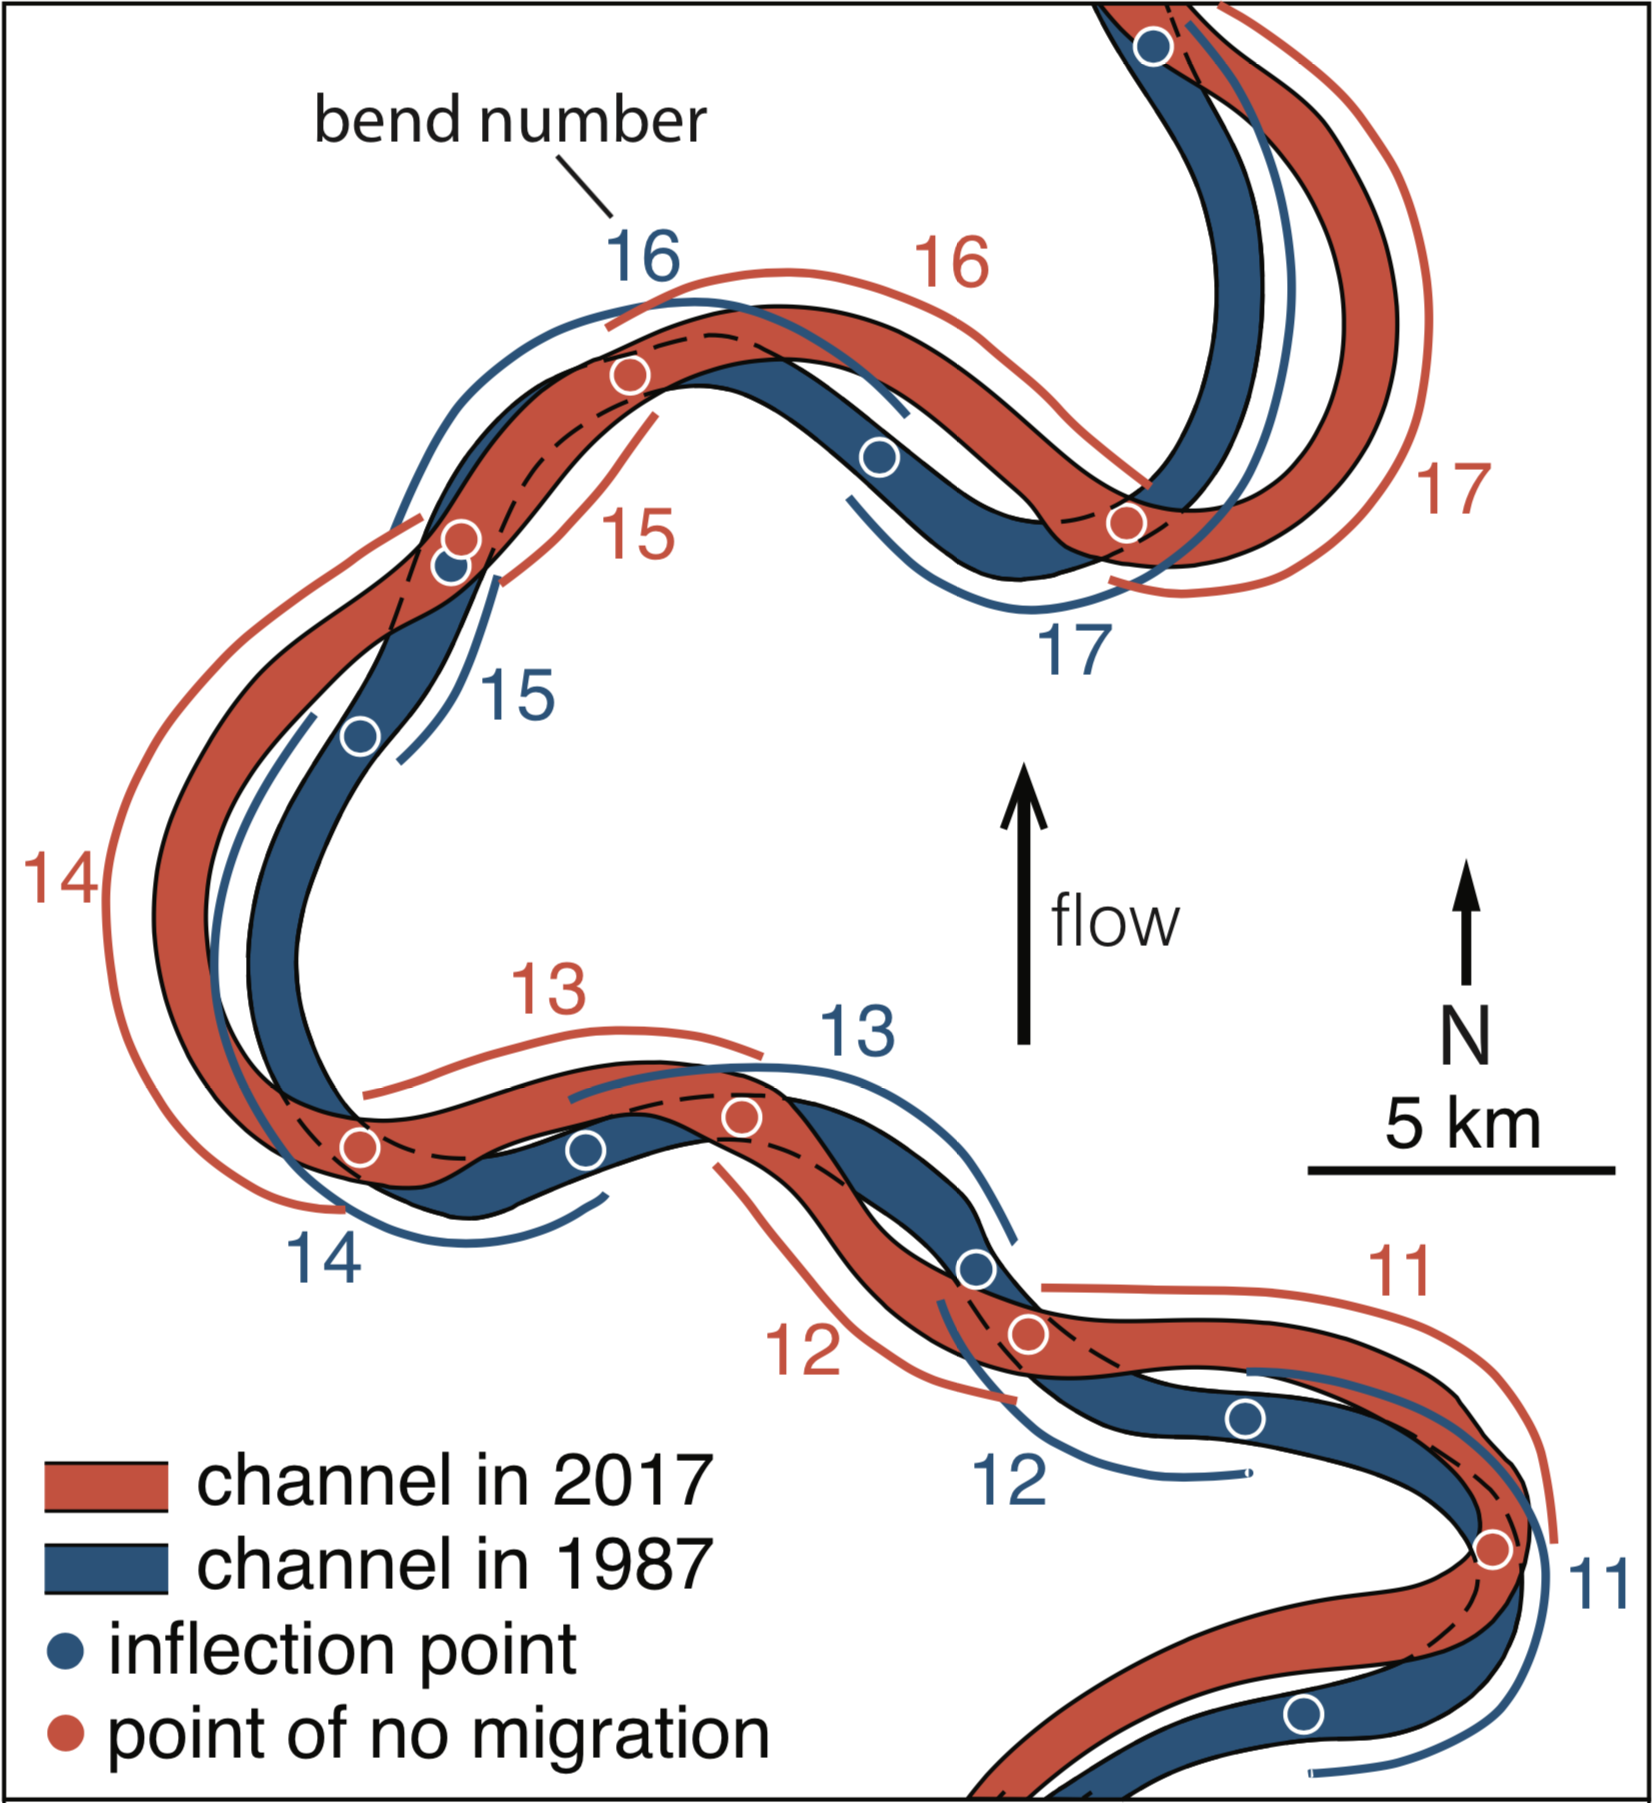 bend number
16
16
17
15
17
15
14
13
13
flow
N
5 km
14
11
12
12
11
channel in 2017
channel in 1987
inflection point
point of no migration